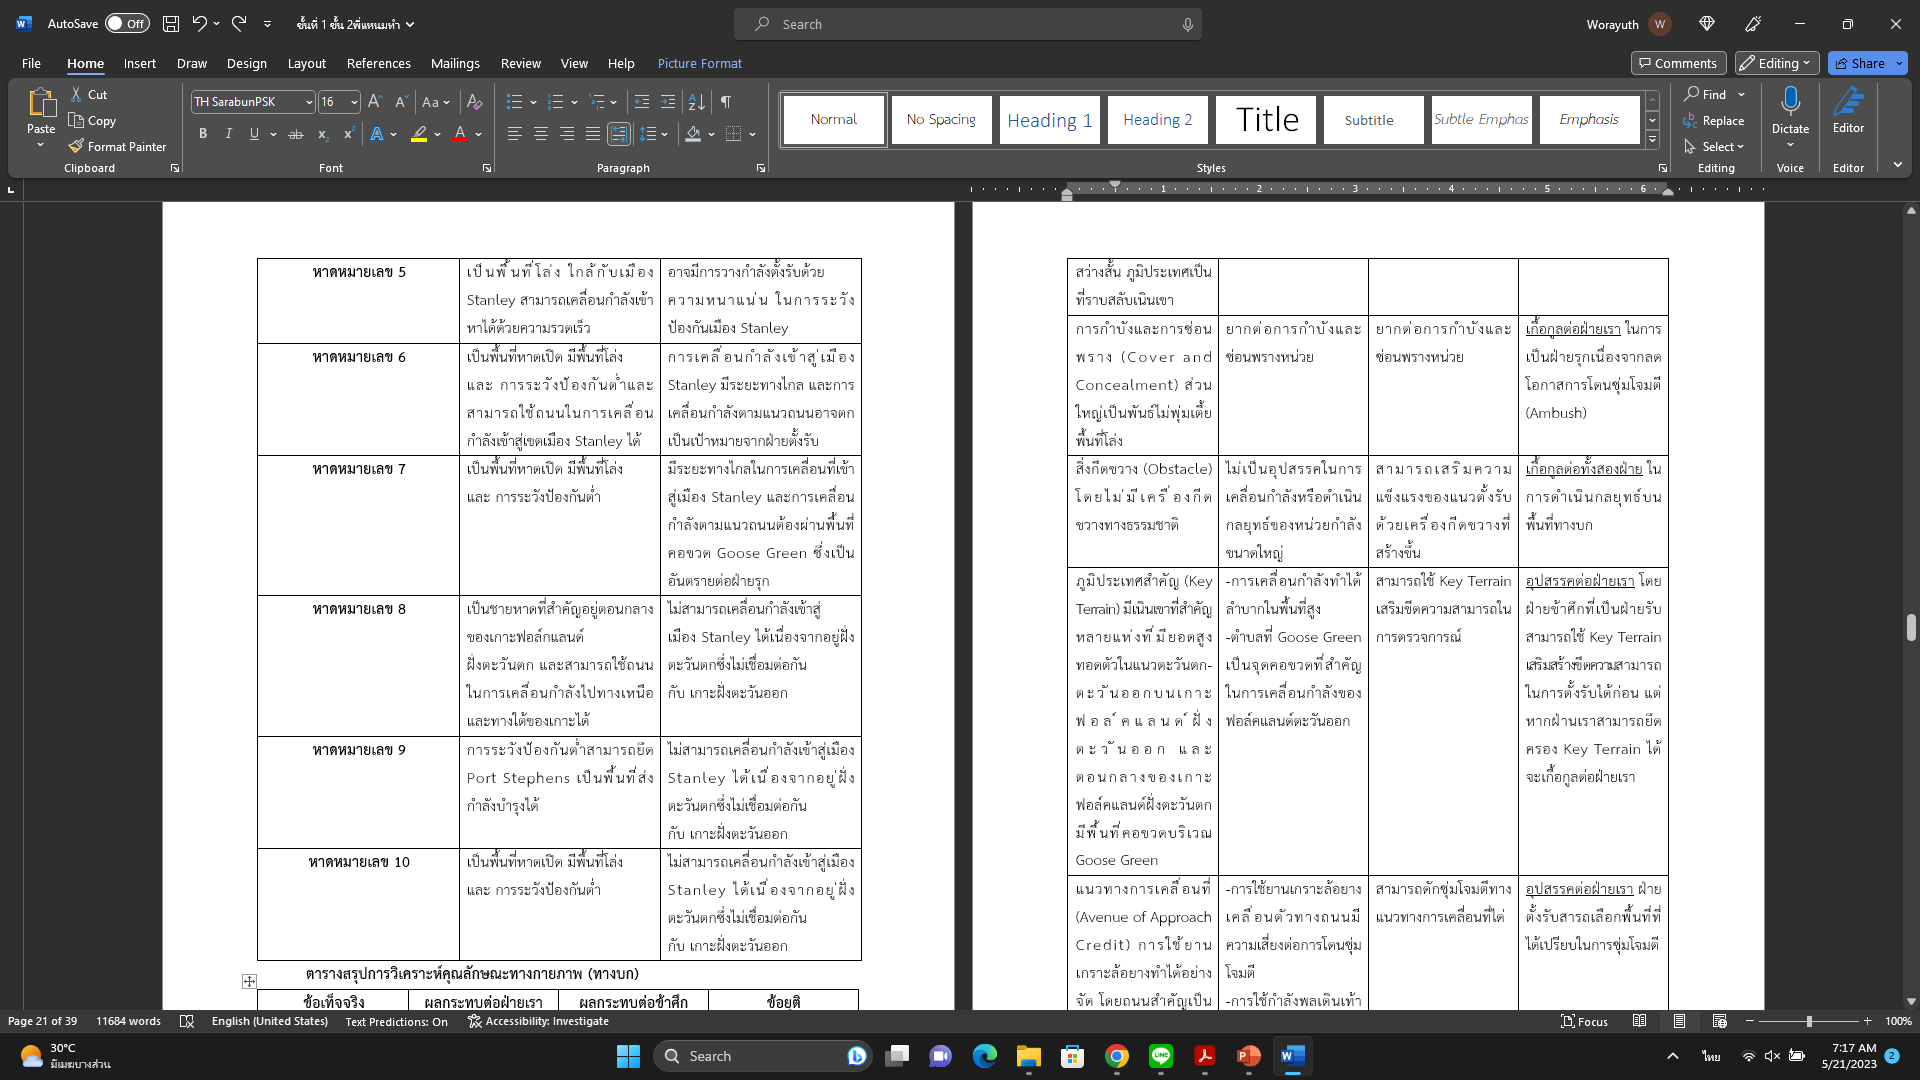 AutoSave Off ขั้นที่ 1 ชั้น 2พี่แหนมทำ Search Worayuth W
File Home Insert Draw Design Layout References Mailings Review View Help Picture Format Comments Editing Share
Paste Cut Copy Format Painter Clipboard
TH SarabunPSK 16 Font
Paragraph
Normal No Spacing Heading 1 Heading 2 Title Subtitle Subtle Emphas Emphasis Styles
Find Replace Select Editing
Dictate Voice
Editor Editor
1 2 3 4 5 6
หาดหมายเลข 5
เป็นพื้นที่โล่ง ใกล้กับเมือง
Stanley สามารถเคลื่อนกำลังเข้า
หาได้ด้วยความรวดเร็ว
อาจมีการวางกำลังตั้งรับด้วย
ความหนาแน่น ในการระวัง
ป้องกันเมือง Stanley
หาดหมายเลข 6
เป็นพื้นที่หาดเปิด มีพื้นที่โล่ง
และ การระวังป้องกันต่ำและ
สามารถใช้ถนนในการเคลื่อน
กำลังเข้าสู่เขตเมือง Stanley ได้
การเคลื่อนกำลังเข้าสู่เมือง
Stanley มีระยะทางไกล และการ
เคลื่อนกำลังตามแนวถนนอาจตก
เป็นเป้าหมายจากฝ่ายตั้งรับ
หาดหมายเลข 7
เป็นพื้นที่หาดเปิด มีพื้นที่โล่ง
และ การระวังป้องกันต่ำ
มีระยะทางไกลในการเคลื่อนที่เข้า
สู่เมือง Stanley และการเคลื่อน
กำลังตามแนวถนนต้องผ่านพื้นที่
คอขวด Goose Green ซึ่งเป็น
อันตรายต่อฝ่ายรุก
หาดหมายเลข 8
เป็นชายหาดที่สำคัญอยู่ตอนกลาง
ของเกาะฟอล์กแลนด์
ฝั่งตะวันตก และสามารถใช้ถนน
ในการเคลื่อนกำลังไปทางเหนือ
และทางใต้ของเกาะได้
ไม่สามารถเคลื่อนกำลังเข้าสู่
เมือง Stanley ได้เนื่องจากอยู่ฝั่ง
ตะวันตกซึ่งไม่เชื่อมต่อกัน
กับ เกาะฝั่งตะวันออก
หาดหมายเลข 9
การระวังป้องกันต่ำสามารถยึด
Port Stephens เป็นพื้นที่ส่ง
กำลังบำรุงได้
ไม่สามารถเคลื่อนกำลังเข้าสู่เมือง
Stanley ได้เนื่องจากอยู่ฝั่ง
ตะวันตกซึ่งไม่เชื่อมต่อกัน
กับ เกาะฝั่งตะวันออก
หาดหมายเลข 10
เป็นพื้นที่หาดเปิด มีพื้นที่โล่ง
และ การระวังป้องกันต่ำ
ไม่สามารถเคลื่อนกำลังเข้าสู่เมือง
Stanley ได้เนื่องจากอยู่ฝั่ง
ตะวันตกซึ่งไม่เชื่อมต่อกัน
กับ เกาะฝั่งตะวันออก
ตารางสรุปการวิเคราะห์คุณลักษณะทางกายภาพ (ทางบก)
ข้อเท็จจริง ผลกระทบต่อฝ่ายเรา ผลกระทบต่อข้าศึก ข้อยุติ
สว่างสั้น ภูมิประเทศเป็น
ที่ราบสลับเนินเขา
การกำบังและการซ่อน
พราง (Cover and
Concealment) ส่วน
ใหญ่เป็นพันธ์ไม่พุ่มเตี้ย
พื้นที่โล่ง
ยากต่อการกำบังและ
ซ่อนพรางหน่วย
ยากต่อการกำบังและ
ซ่อนพรางหน่วย
เกื้อกูลต่อฝ่ายเรา ในการ
เป็นฝ่ายรุกเนื่องจากลด
โอกาสการโดนซุ่มโจมตี
(Ambush)
สิ่งกีดขวาง (Obstacle)
โดยไม่มีเครื่องกีด
ขวางทางธรรมชาติ
ไม่เป็นอุปสรรคในการ
เคลื่อนกำลังหรือดำเนิน
กลยุทธ์ของหน่วยกำลัง
ขนาดใหญ่
สามารถเสริมความ
แข็งแรงของแนวตั้งรับ
ด้วยเครื่องกีดขวางที่
สร้างขึ้น
เกื้อกูลต่อทั้งสองฝ่าย ใน
การดำเนินกลยุทธ์บน
พื้นที่ทางบก
ภูมิประเทศสำคัญ (Key
Terrain) มีเนินเขาที่สำคัญ
หลายแห่งที่มียอดสูง
ทอดตัวในแนวตะวันตก-
ตะวันออกบนเกาะ
ฟอล์คแลนด์ฝั่ง
ตะวันออก และ
ตอนกลางของเกาะ
ฟอล์คแลนด์ฝั่งตะวันตก
มีพื้นที่คอขวดบริเวณ
Goose Green
-การเคลื่อนกำลังทำได้
ลำบากในพื้นที่สูง
-ตำบลที่ Goose Green
เป็นจุดคอขวดที่สำคัญ
ในการเคลื่อนกำลังของ
ฟอล์คแลนด์ตะวันออก
สามารถใช้ Key Terrain
เสริมขีดความสามารถใน
การตรวจการณ์
อุปสรรคต่อฝ่ายเรา โดย
ฝ่ายข้าศึกที่เป็นฝ่ายรับ
สามารถใช้ Key Terrain
เสริมสร้างขีดความสามารถ
ในการตั้งรับได้ก่อน แต่
หากฝ่านเราสามารถยึด
ครอง Key Terrain ได้
จะเกื้อกูลต่อฝ่ายเรา
แนวทางการเคลื่อนที่
(Avenue of Approach
Credit) การใช้ยาน
เกราะล้อยางทำได้อย่าง
จัด โดยถนนสำคัญเป็น
-การใช้ยานเกราะล้อยาง
เคลื่อนตัวทางถนนมี
ความเสี่ยงต่อการโดนซุ่ม
โจมตี
-การใช้กำลังพลเดินเท้า
สามารถดักซุ่มโจมตีทาง
แนวทางการเคลื่อนที่ได้
อุปสรรคต่อฝ่ายเรา ฝ่าย
ตั้งรับสารถเลือกพื้นที่ที่
ได้เปรียบในการซุ่มโจมตี
Page 21 of 39 11684 words English (United States) Text Predictions: On Accessibility: Investigate Focus 100%
30°C
มีเมฆบางส่วน
Search
ไทย
7:17 AM
5/21/2023
2